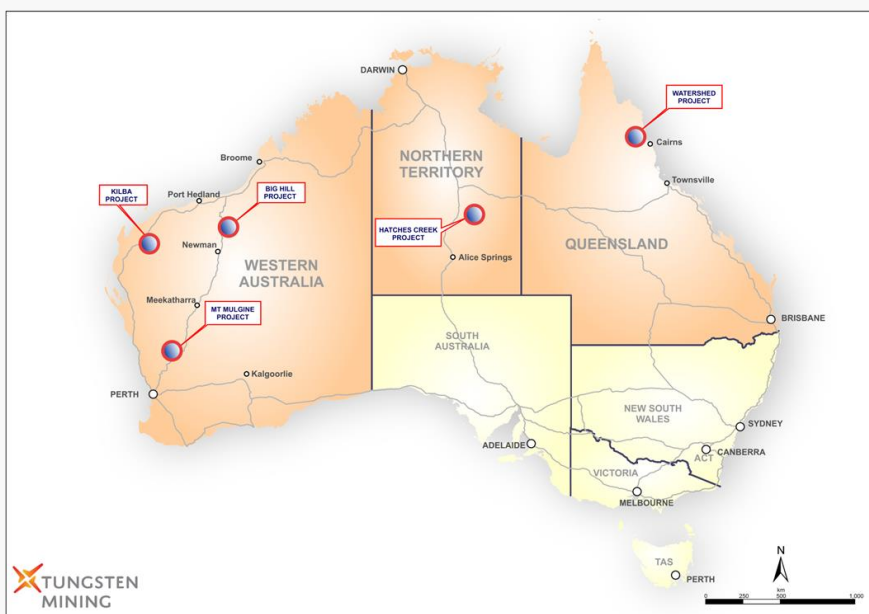 DARWIN
WATERSHED
PROJECT
Cairns
Broome
NORTHERN
TERRITORY
Townsville
KILBA
PROJECT
Port Hedland
BIG HILL
PROJECT
HATCHES CREEK
PROJECT
Newman
QUEENSLAND
WESTERN
AUSTRALIA
Alice Springs
Meekatharra
MT MULGINE
PROJECT
BRISBANE
SOUTH
AUSTRALIA
Kalgoorlie
PERTH
NEW SOUTH
WALES
SYDNEY
ADELAIDE
CANBERRA
ACT
VICTORIA
MELBOURNE
TAS
PERTH
N
km
0 250 500 1,000
TUNGSTEN
MINING